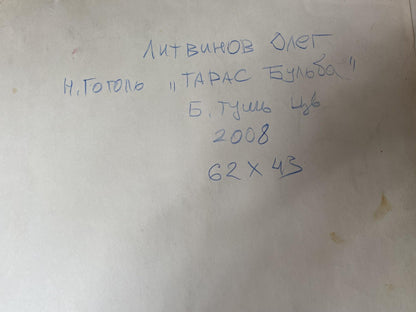 Литвинов Олег
Н. Гоголь „Тарас Бульба"
Б. тушь цв
2008
62 x 43